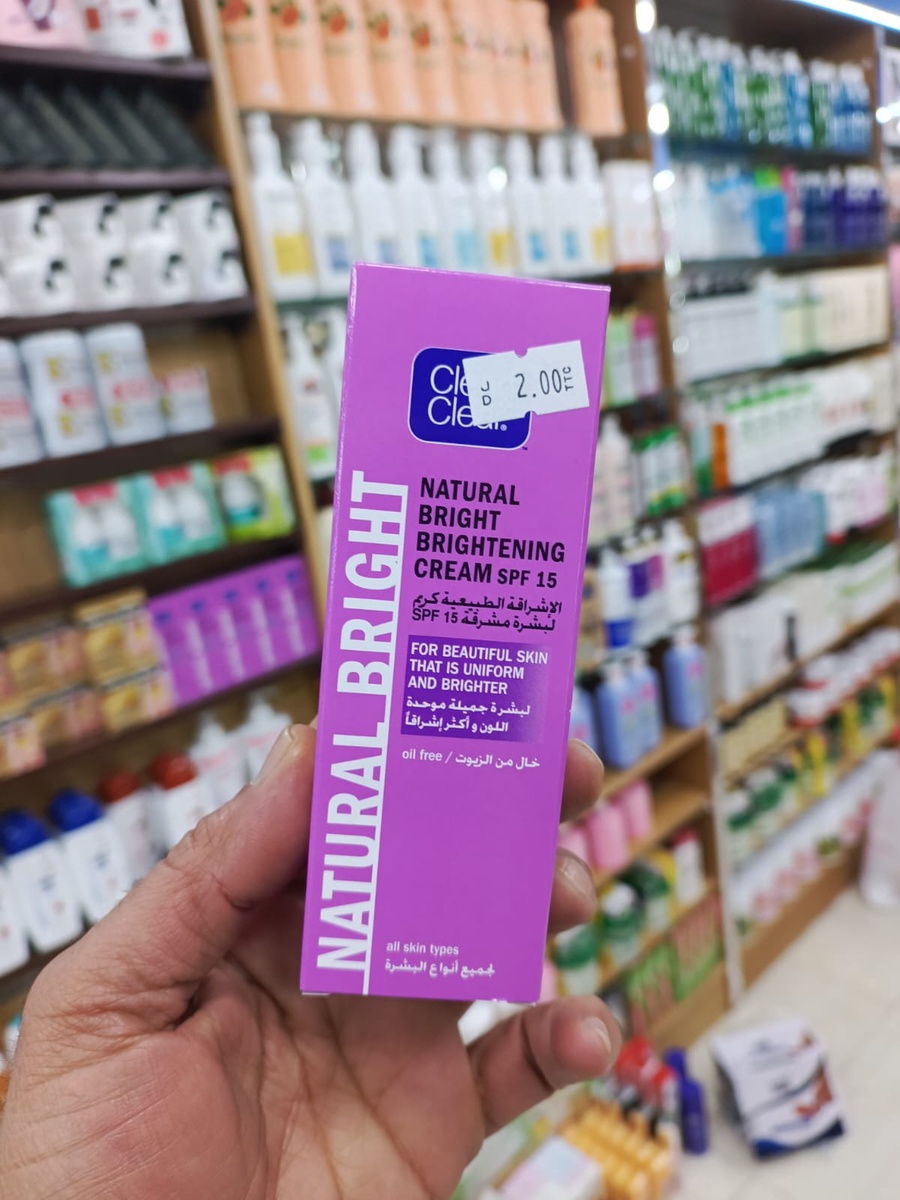 Clean
Clear®
DU 2.00 TTC
NATURAL BRIGHT
NATURAL
BRIGHT
BRIGHTENING
CREAM SPF 15
الإشراقة الطبيعية كريم
لبشرة مشرقة SPF 15
FOR BEAUTIFUL SKIN
THAT IS UNIFORM
AND BRIGHTER
لبشرة جميلة موحدة
اللون و أكثر إشراقاً
oil free / خال من الزيوت
all skin types
لجميع أنواع البشرة